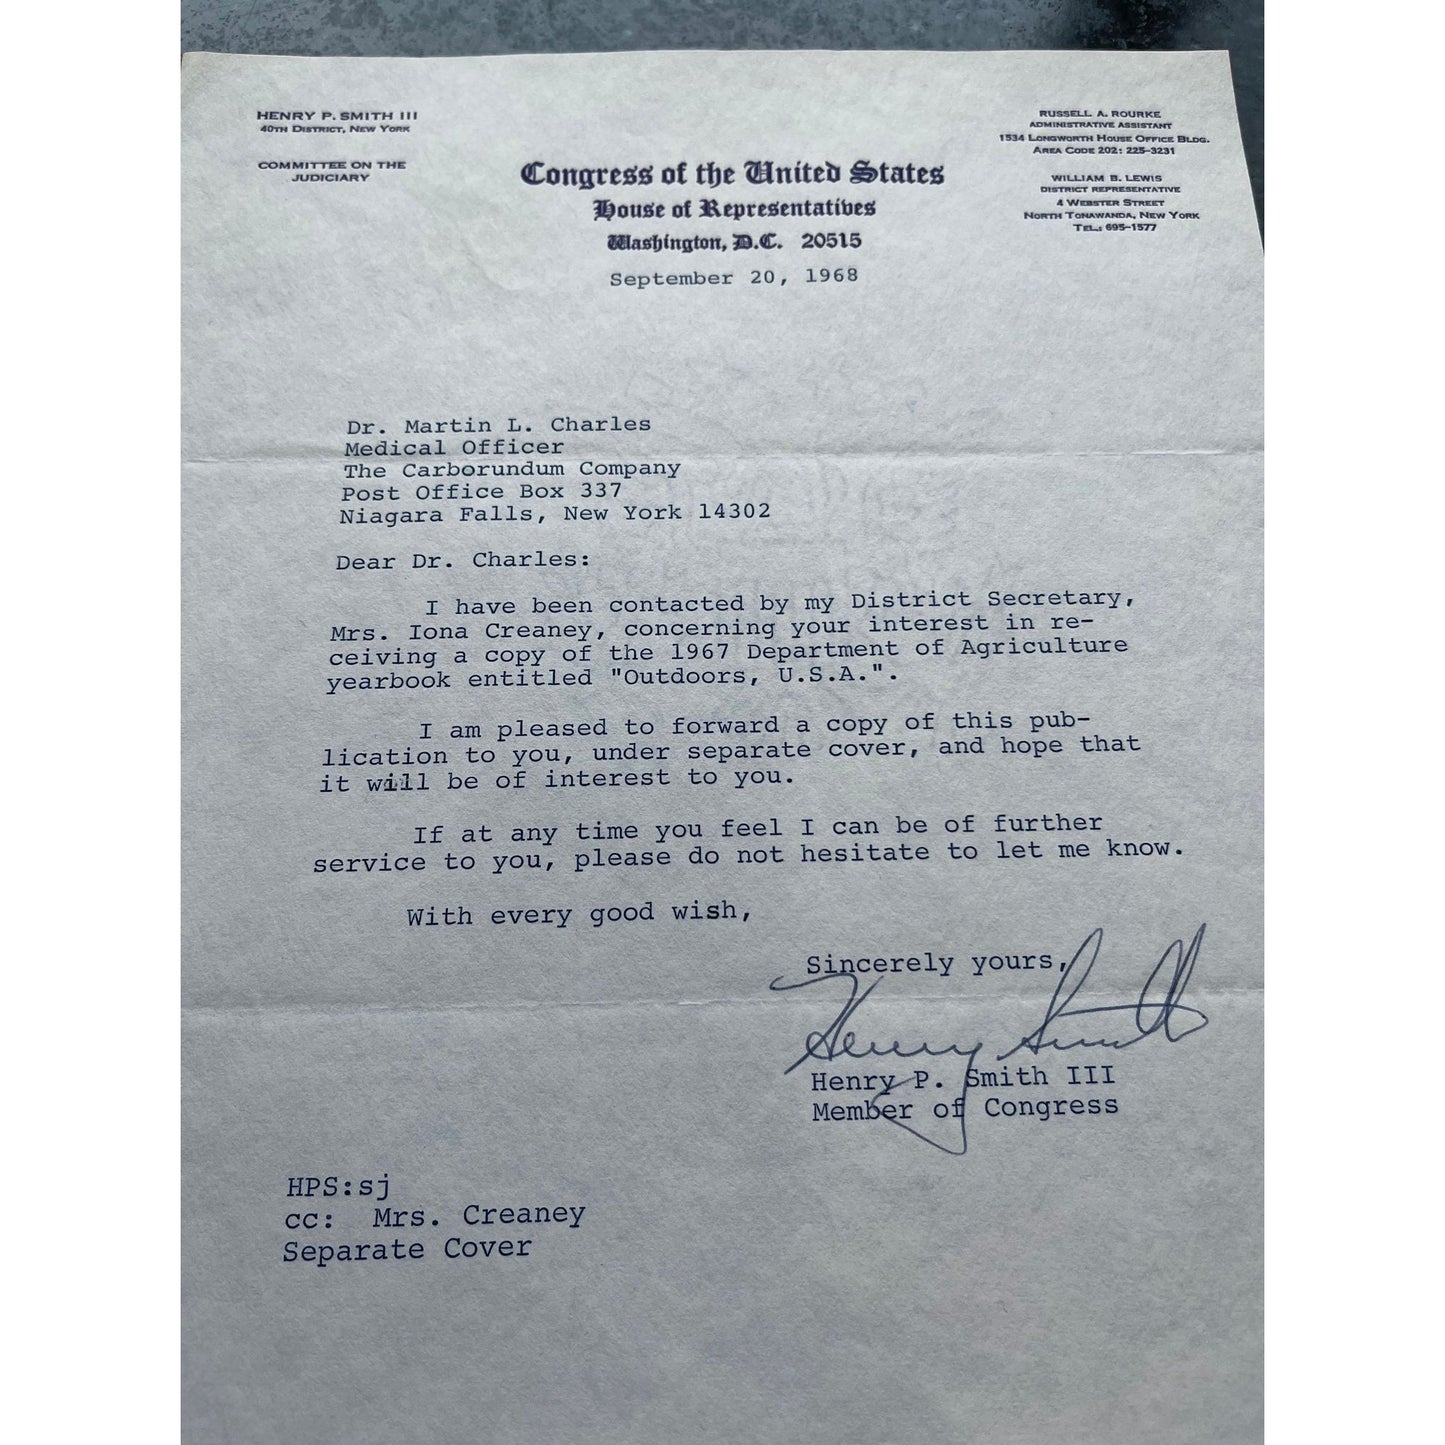 HENRY P. SMITH III
40TH DISTRICT, NEW YORK
COMMITTEE ON THE
JUDICIARY
RUSSELL A. ROURKE
ADMINISTRATIVE ASSISTANT
1534 LONGWORTH HOUSE OFFICE BLDG.
AREA CODE 202: 225-3231
WILLIAM B. LEWIS
DISTRICT REPRESENTATIVE
4 WEBSTER STREET
NORTH TONAWANDA, NEW YORK
TEL.: 695-1577
Congress of the United States
House of Representatives
Washington, D.C. 20515
September 20, 1968
Dr. Martin L. Charles
Medical Officer
The Carborundum Company
Post Office Box 337
Niagara Falls, New York 14302
Dear Dr. Charles:
I have been contacted by my District Secretary,
Mrs. Iona Creaney, concerning your interest in re-
ceiving a copy of the 1967 Department of Agriculture
yearbook entitled "Outdoors, U.S.A.".
I am pleased to forward a copy of this pub-
lication to you, under separate cover, and hope that
it will be of interest to you.
If at any time you feel I can be of further
service to you, please do not hesitate to let me know.
With every good wish,
Sincerely yours,
Henry Smith
Henry P. Smith III
Member of Congress
HPS:sj
cc: Mrs. Creaney
Separate Cover